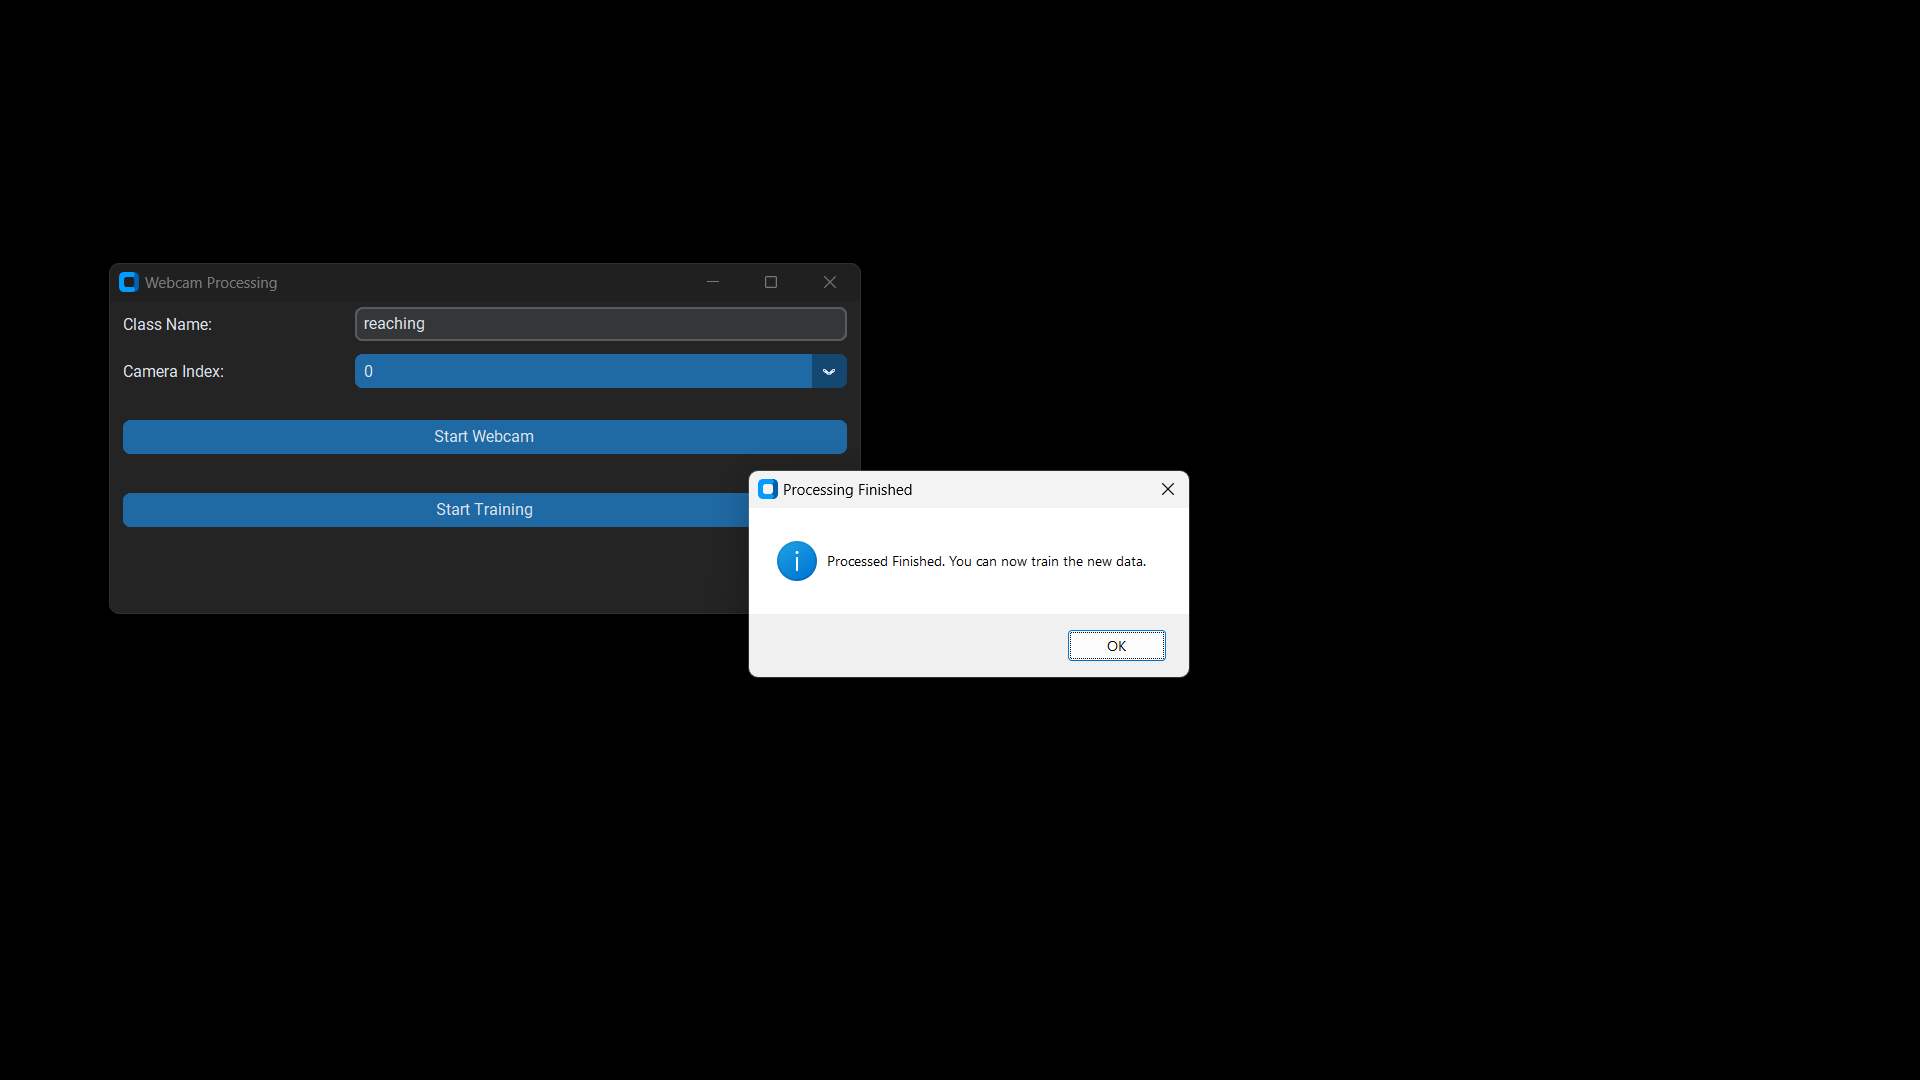 Webcam Processing
Class Name:
reaching
Camera Index:
0
Start Webcam
Start Training
Processing Finished
Processed Finished. You can now train the new data.
OK